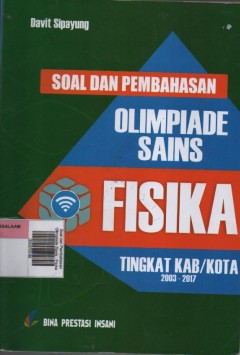 Davit Sipayung
SOAL DAN PEMBAHASAN
OLIMPIADE
SAINS
FISIKA
TINGKAT KAB/KOTA
2003 - 2017
BINA PRESTASI INSANI